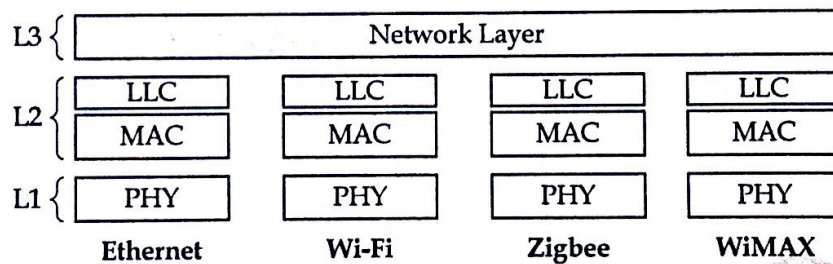 L3 Network Layer
LLC LLC LLC LLC
L2
MAC MAC MAC MAC
L1 PHY PHY PHY PHY
Ethernet Wi-Fi Zigbee WiMAX